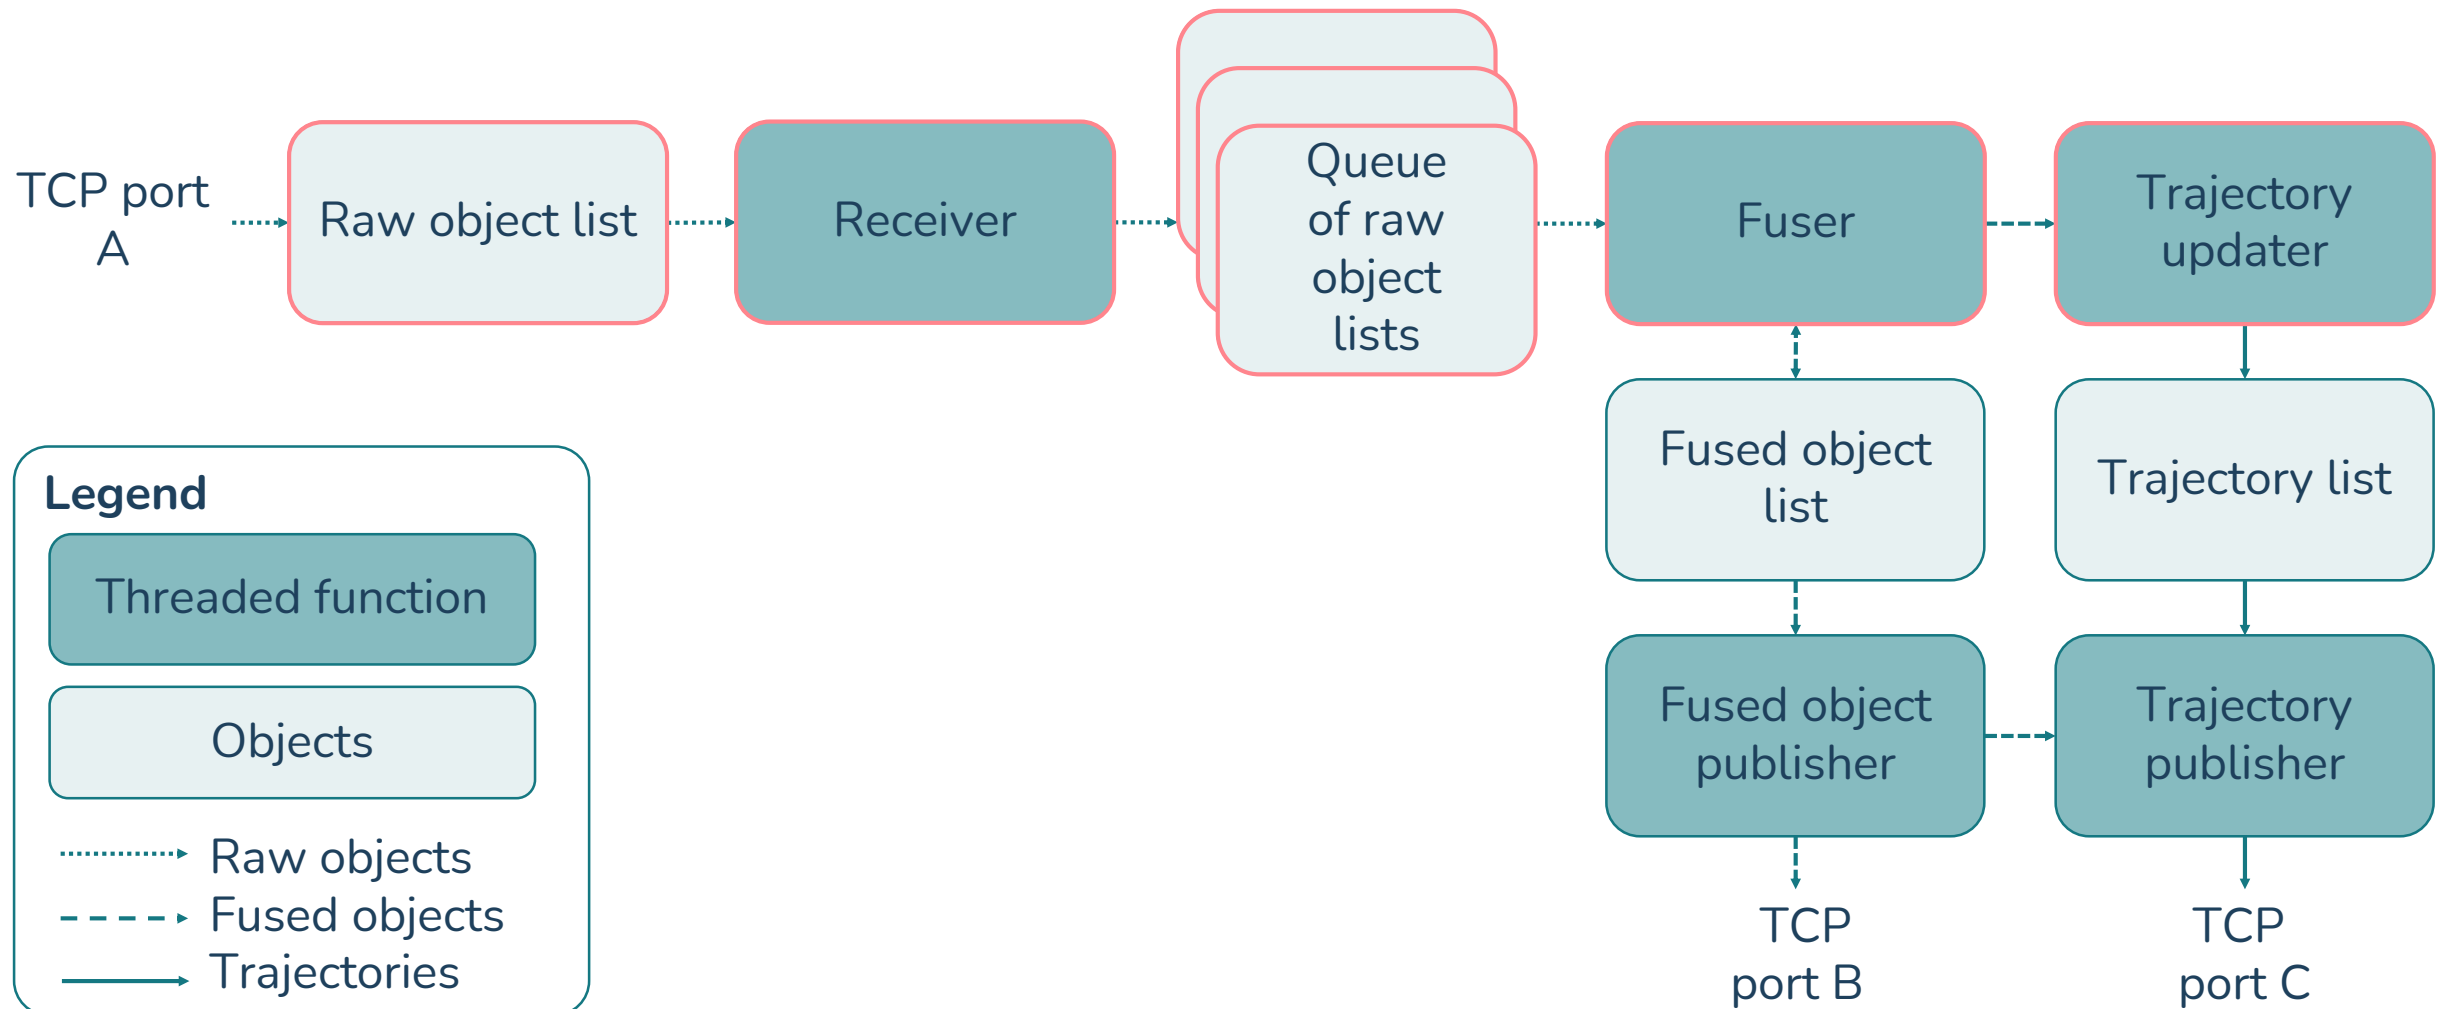 TCP port
A
Raw object list
Receiver
Queue
of raw
object
lists
Fuser
Trajectory
updater
Fused object
list
Trajectory list
Fused object
publisher
Trajectory
publisher
TCP
port B
TCP
port C
Legend
Threaded function
Objects
Raw objects
Fused objects
Trajectories